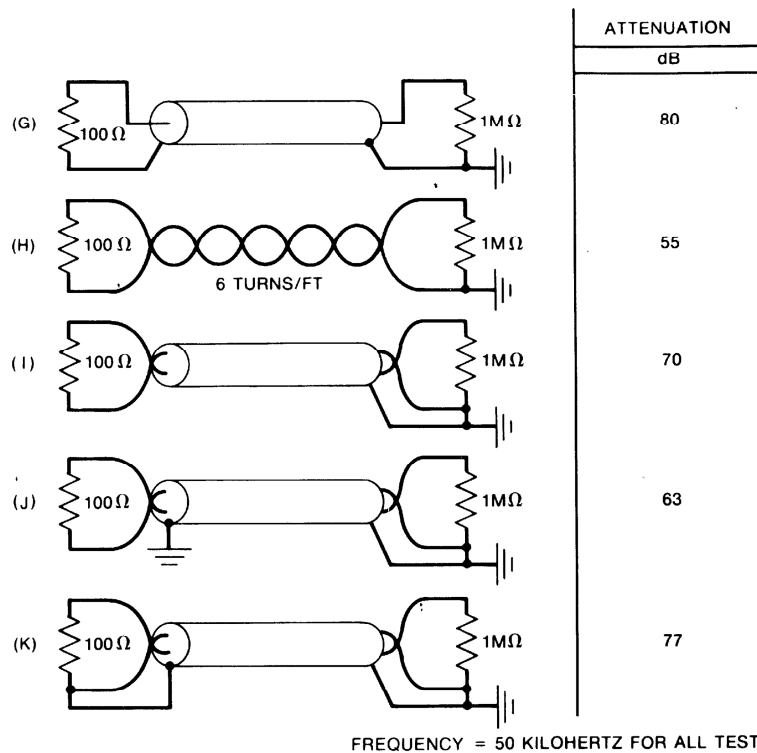 ATTENUATION
dB
(G) 100 Ω 1M Ω 80
(H) 100 Ω 1M Ω 55
6 TURNS/FT
(I) 100 Ω 1M Ω 70
(J) 100 Ω 1M Ω 63
(K) 100 Ω 1MΩ 77
FREQUENCY = 50 KILOHERTZ FOR ALL TEST